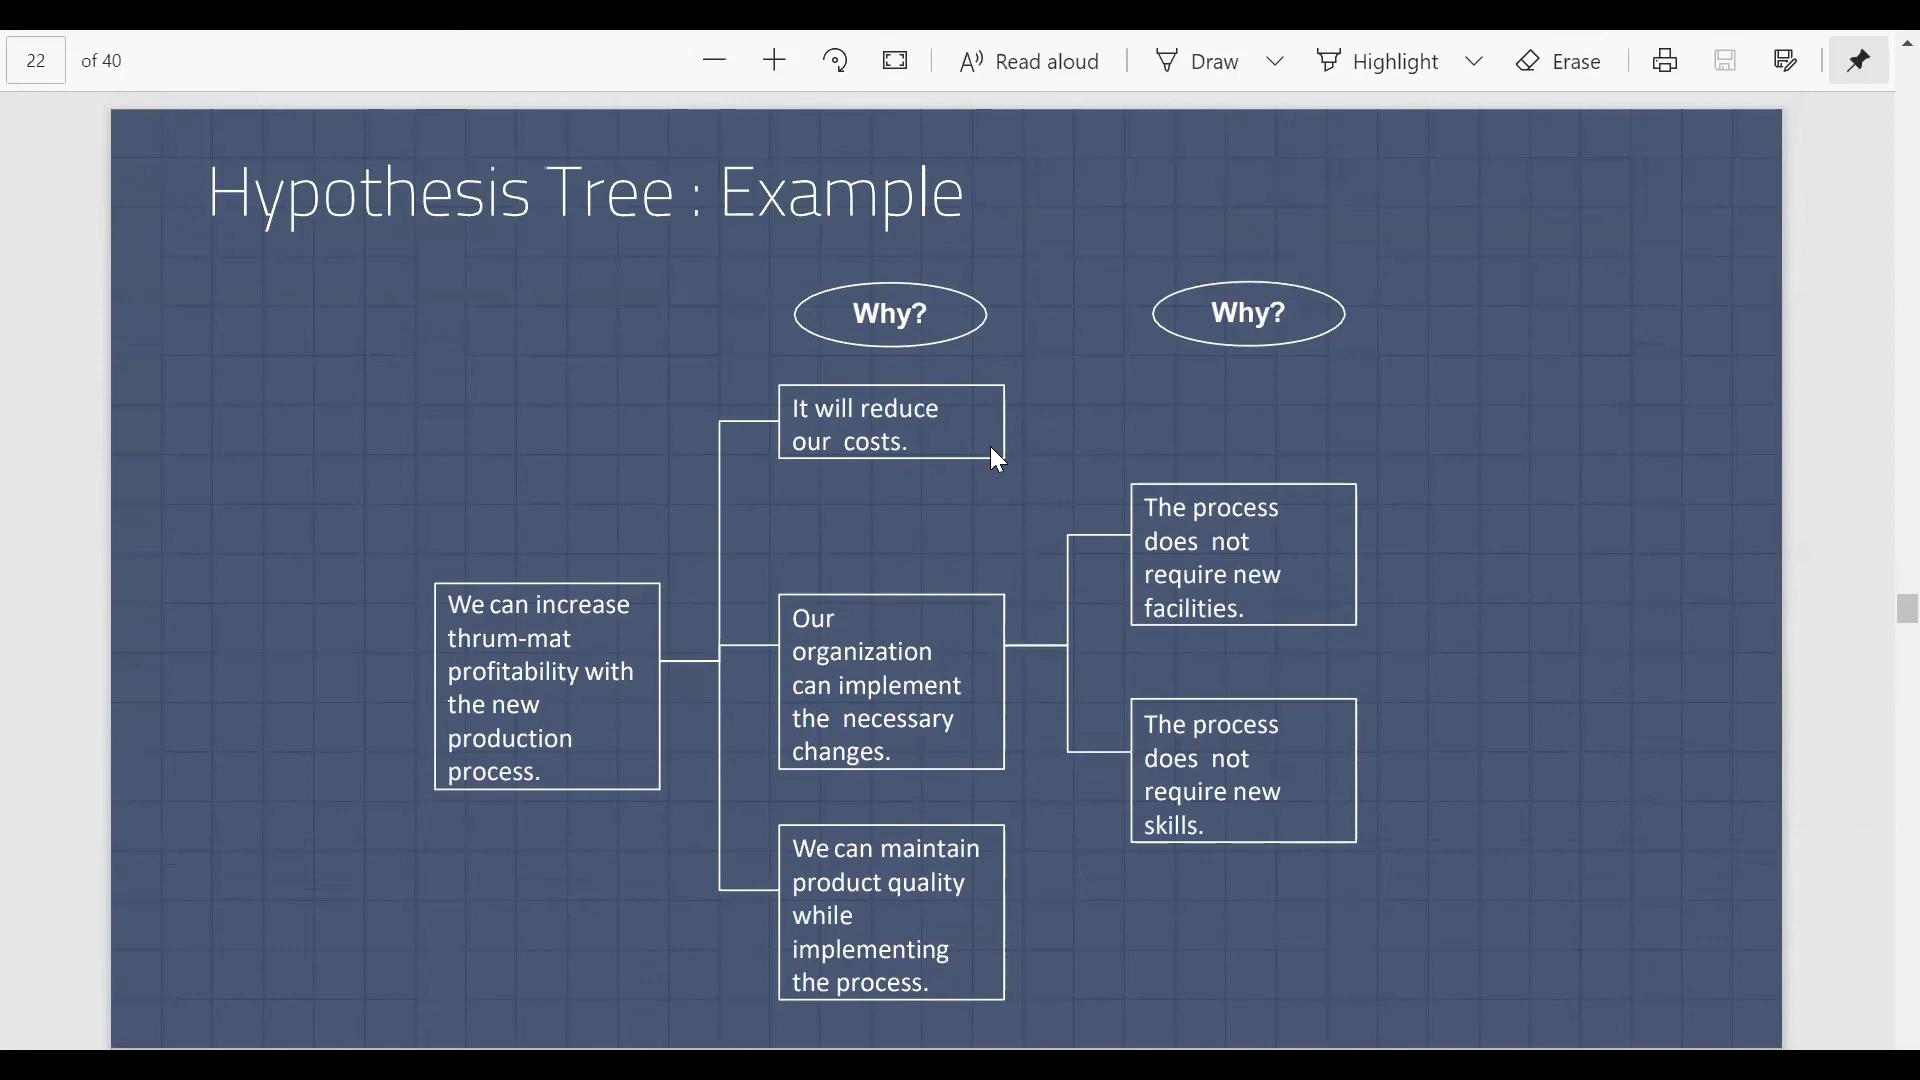 22 of 40 Read aloud Draw Highlight Erase
Hypothesis Tree : Example
Why?
Why?
It will reduce
our costs.
The process
does not
require new
facilities.
We can increase
thrum-mat
profitability with
the new
production
process.
Our
organization
can implement
the necessary
changes.
The process
does not
require new
skills.
We can maintain
product quality
while
implementing
the process.